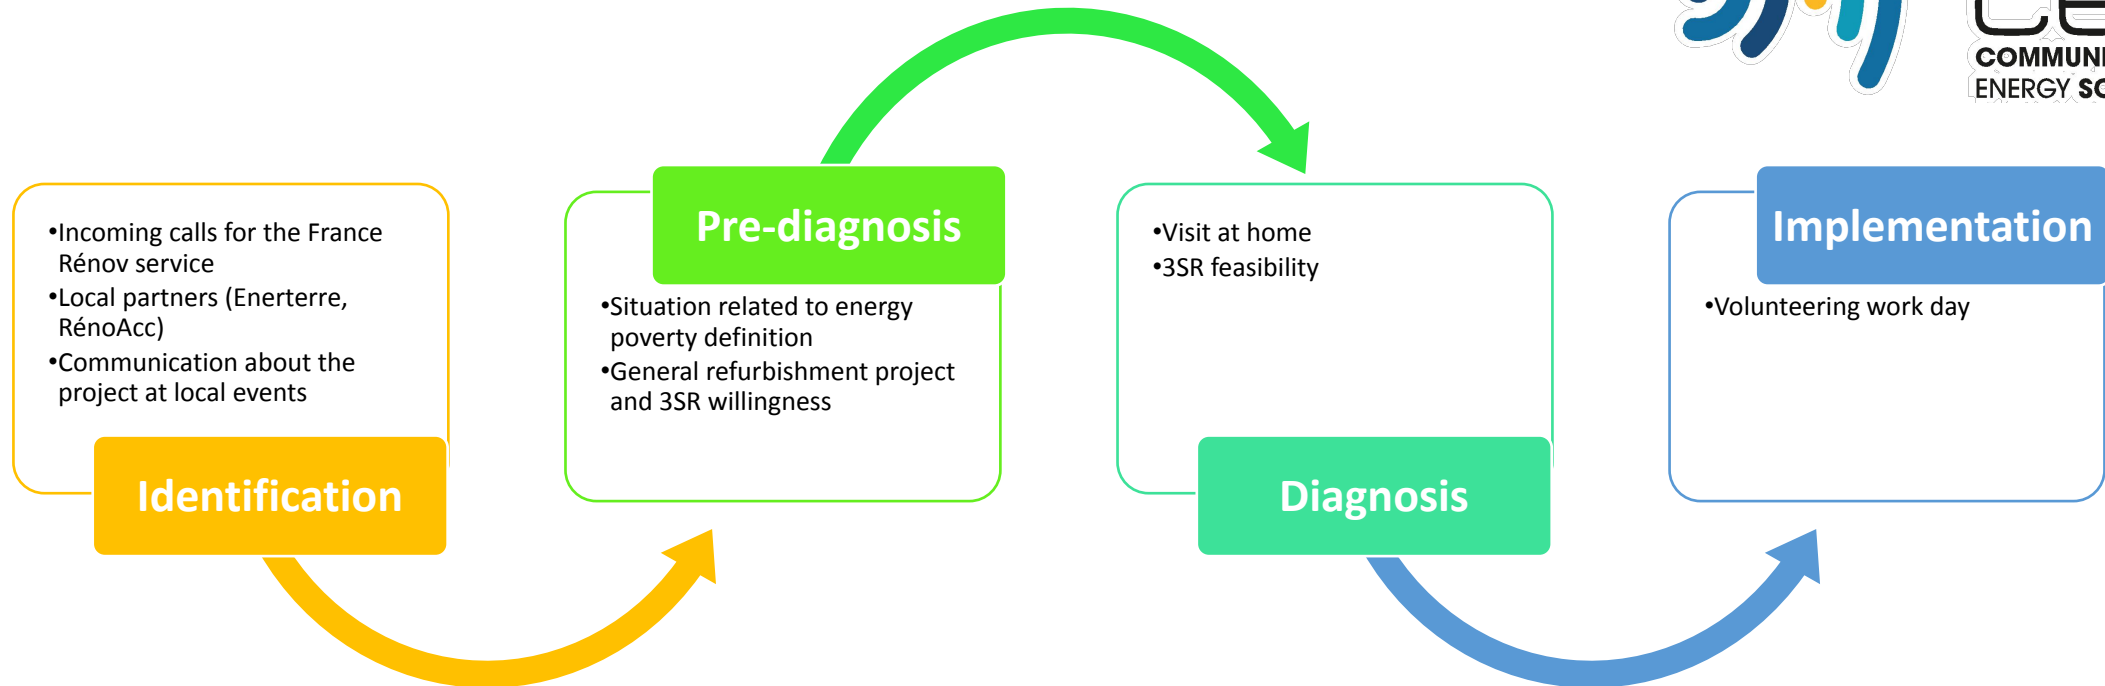 COMMUNI
ENERGY SO
•Incoming calls for the France
Rénov service
•Local partners (Enerterre,
RénoAcc)
•Communication about the
project at local events
Identification
Pre-diagnosis
•Situation related to energy
poverty definition
•General refurbishment project
and 3SR willingness
•Visit at home
•3SR feasibility
Diagnosis
Implementation
•Volunteering work day